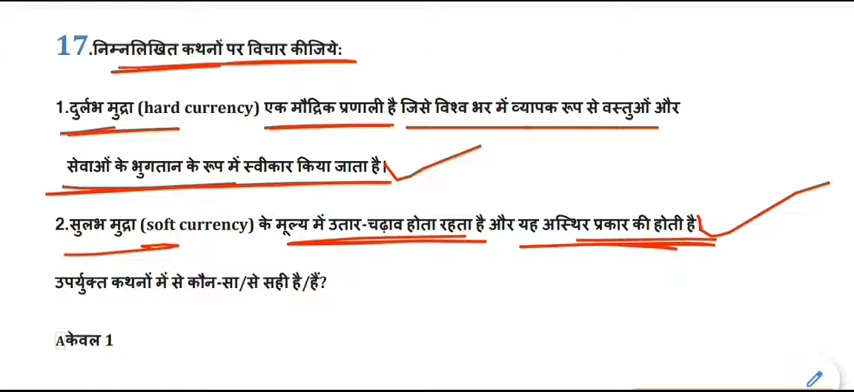 17.निम्नलिखित कथनों पर विचार कीजिये:
1.दुर्लभ मुद्रा (hard currency) एक मौद्रिक प्रणाली है जिसे विश्व भर में व्यापक रूप से वस्तुओं और
सेवाओं के भुगतान के रूप में स्वीकार किया जाता है।
2.सुलभ मुद्रा (soft currency) के मूल्य में उतार-चढ़ाव होता रहता है और यह अस्थिर प्रकार की होती है।
उपर्युक्त कथनों में से कौन-सा/से सही है/हैं?
Aकेवल 1